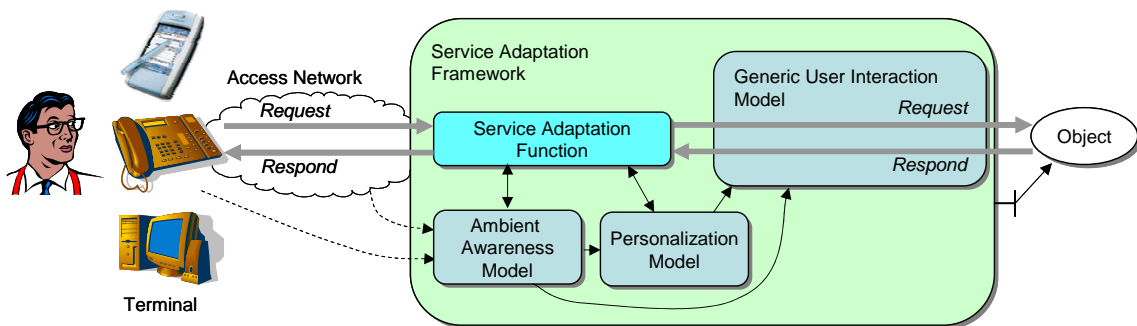 Service Adaptation
Framework
Access Network
Generic User Interaction
Model
Request
Request
Service Adaptation
Function
Object
Respond
Respond
Ambient
Awareness
Model
Personalization
Model
Terminal